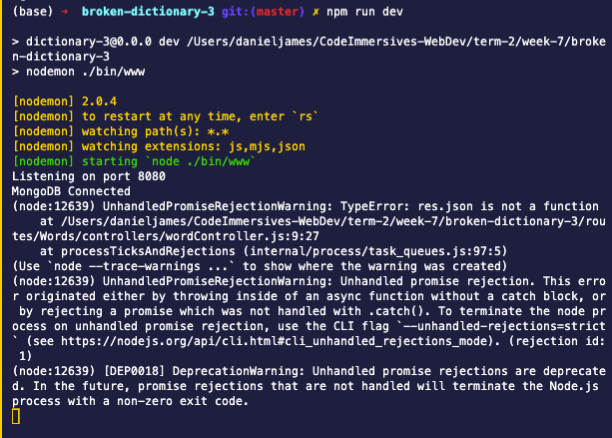 (base) → broken-dictionary-3 git:(master) ✗ npm run dev
> dictionary-3@0.0.0 dev /Users/danieljames/CodeImmersives-WebDev/term-2/week-7/broke
n-dictionary-3
> nodemon ./bin/www
[nodemon] 2.0.4
[nodemon] to restart at any time, enter `rs`
[nodemon] watching path(s): *.*
[nodemon] watching extensions: js,mjs,json
[nodemon] starting `node ./bin/www`
Listening on port 8080
MongoDB Connected
(node:12639) UnhandledPromiseRejectionWarning: TypeError: res.json is not a function
    at /Users/danieljames/CodeImmersives-WebDev/term-2/week-7/broken-dictionary-3/rou
tes/Words/controllers/wordController.js:9:27
    at processTicksAndRejections (internal/process/task_queues.js:97:5)
(Use `node --trace-warnings ...` to show where the warning was created)
(node:12639) UnhandledPromiseRejectionWarning: Unhandled promise rejection. This erro
r originated either by throwing inside of an async function without a catch block, or
 by rejecting a promise which was not handled with .catch(). To terminate the node pr
ocess on unhandled promise rejection, use the CLI flag `--unhandled-rejections=strict
` (see https://nodejs.org/api/cli.html#cli_unhandled_rejections_mode). (rejection id:
 1)
(node:12639) [DEP0018] DeprecationWarning: Unhandled promise rejections are deprecate
d. In the future, promise rejections that are not handled will terminate the Node.js
process with a non-zero exit code.